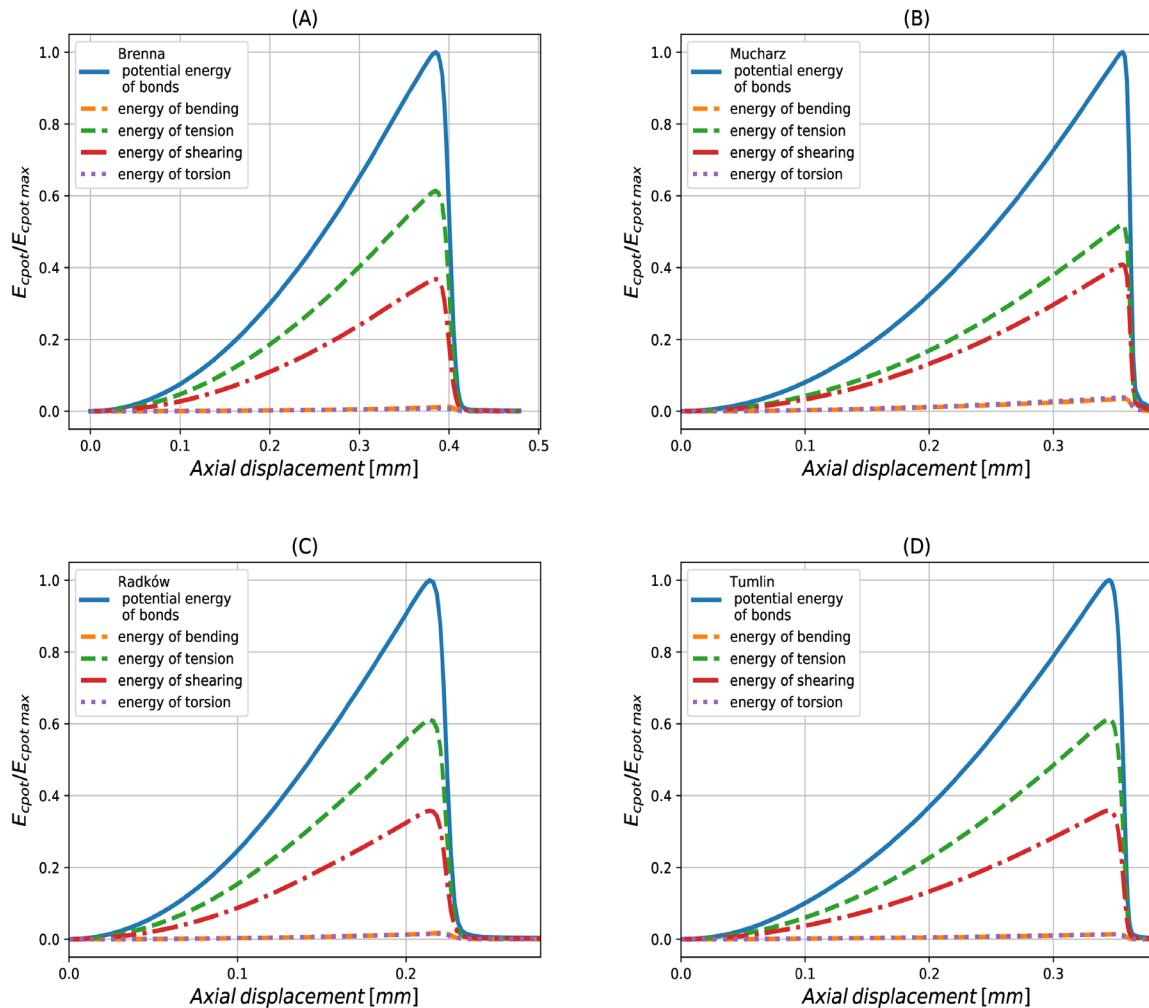 (A)
Brenna
potential energy
of bonds
energy of bending
energy of tension
energy of shearing
energy of torsion
1.0
0.8
0.6
0.4
0.2
0.0
E_cpot/E_cpot max
0.0 0.1 0.2 0.3 0.4 0.5
Axial displacement [mm]
(B)
Mucharz
potential energy
of bonds
energy of bending
energy of tension
energy of shearing
energy of torsion
1.0
0.8
0.6
0.4
0.2
0.0
E_cpot/E_cpot max
0.0 0.1 0.2 0.3
Axial displacement [mm]
(C)
Radków
potential energy
of bonds
energy of bending
energy of tension
energy of shearing
energy of torsion
1.0
0.8
0.6
0.4
0.2
0.0
E_cpot/E_cpot max
0.0 0.1 0.2
Axial displacement [mm]
(D)
Tumlin
potential energy
of bonds
energy of bending
energy of tension
energy of shearing
energy of torsion
1.0
0.8
0.6
0.4
0.2
0.0
E_cpot/E_cpot max
0.0 0.1 0.2 0.3
Axial displacement [mm]